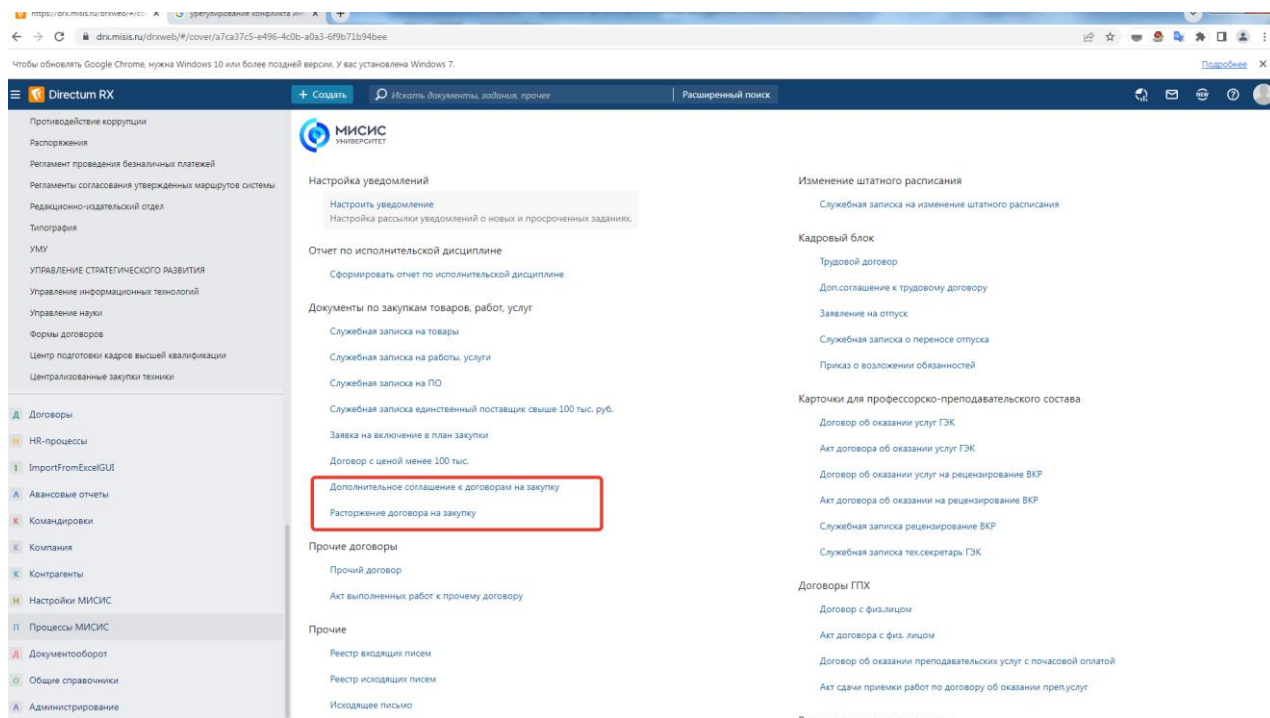 https://drx.misis.ru/drxweb/#/co
урегулирование конфликта ин
drx.misis.ru/drxweb/#/cover/a7ca37c5-e496-4c0b-a0a3-6f9b71b94bee
Чтобы обновлять Google Chrome, нужна Windows 10 или более поздней версии. У вас установлена Windows 7.
Подробнее
Directum RX
+ Создать
Искать документы, задания, прочее
Расширенный поиск
NEW
Противодействие коррупции
Распоряжения
Регламент проведения безналичных платежей
Регламенты согласования утвержденных маршрутов системы
Редакционно-издательский отдел
Типография
УМУ
УПРАВЛЕНИЕ СТРАТЕГИЧЕСКОГО РАЗВИТИЯ
Управление информационных технологий
Управление науки
Формы договоров
Центр подготовки кадров высшей квалификации
Централизованные закупки техники
Д Договоры
H HR-процессы
I ImportFromExcelGUI
А Авансовые отчеты
К Командировки
К Компания
К Контрагенты
Н Настройки МИСИС
П Процессы МИСИС
Д Документооборот
О Общие справочники
А Администрирование
МИСИС
УНИВЕРСИТЕТ
Настройка уведомлений
Настроить уведомление
Настройка рассылки уведомлений о новых и просроченных заданиях.
Отчет по исполнительской дисциплине
Сформировать отчет по исполнительской дисциплине
Документы по закупкам товаров, работ, услуг
Служебная записка на товары
Служебная записка на работы, услуги
Служебная записка на ПО
Служебная записка единственный поставщик свыше 100 тыс. руб.
Заявка на включение в план закупки
Договор с ценой менее 100 тыс.
Дополнительное соглашение к договорам на закупку
Расторжение договора на закупку
Прочие договоры
Прочий договор
Акт выполненных работ к прочему договору
Прочие
Реестр входящих писем
Реестр исходящих писем
Исходящее письмо
Изменение штатного расписания
Служебная записка на изменение штатного расписания
Кадровый блок
Трудовой договор
Доп.соглашение к трудовому договору
Заявление на отпуск
Служебная записка о переносе отпуска
Приказ о возложении обязанностей
Карточки для профессорско-преподавательского состава
Договор об оказании услуг ГЭК
Акт договора об оказании услуг ГЭК
Договор об оказании услуг на рецензирование ВКР
Акт договора об оказании на рецензирование ВКР
Служебная записка рецензирование ВКР
Служебная записка тех.секретарь ГЭК
Договоры ГПХ
Договор с физ.лицом
Акт договора с физ. лицом
Договор об оказании преподавательских услуг с почасовой оплатой
Акт сдачи приемки работ по договору об оказании преп.услуг